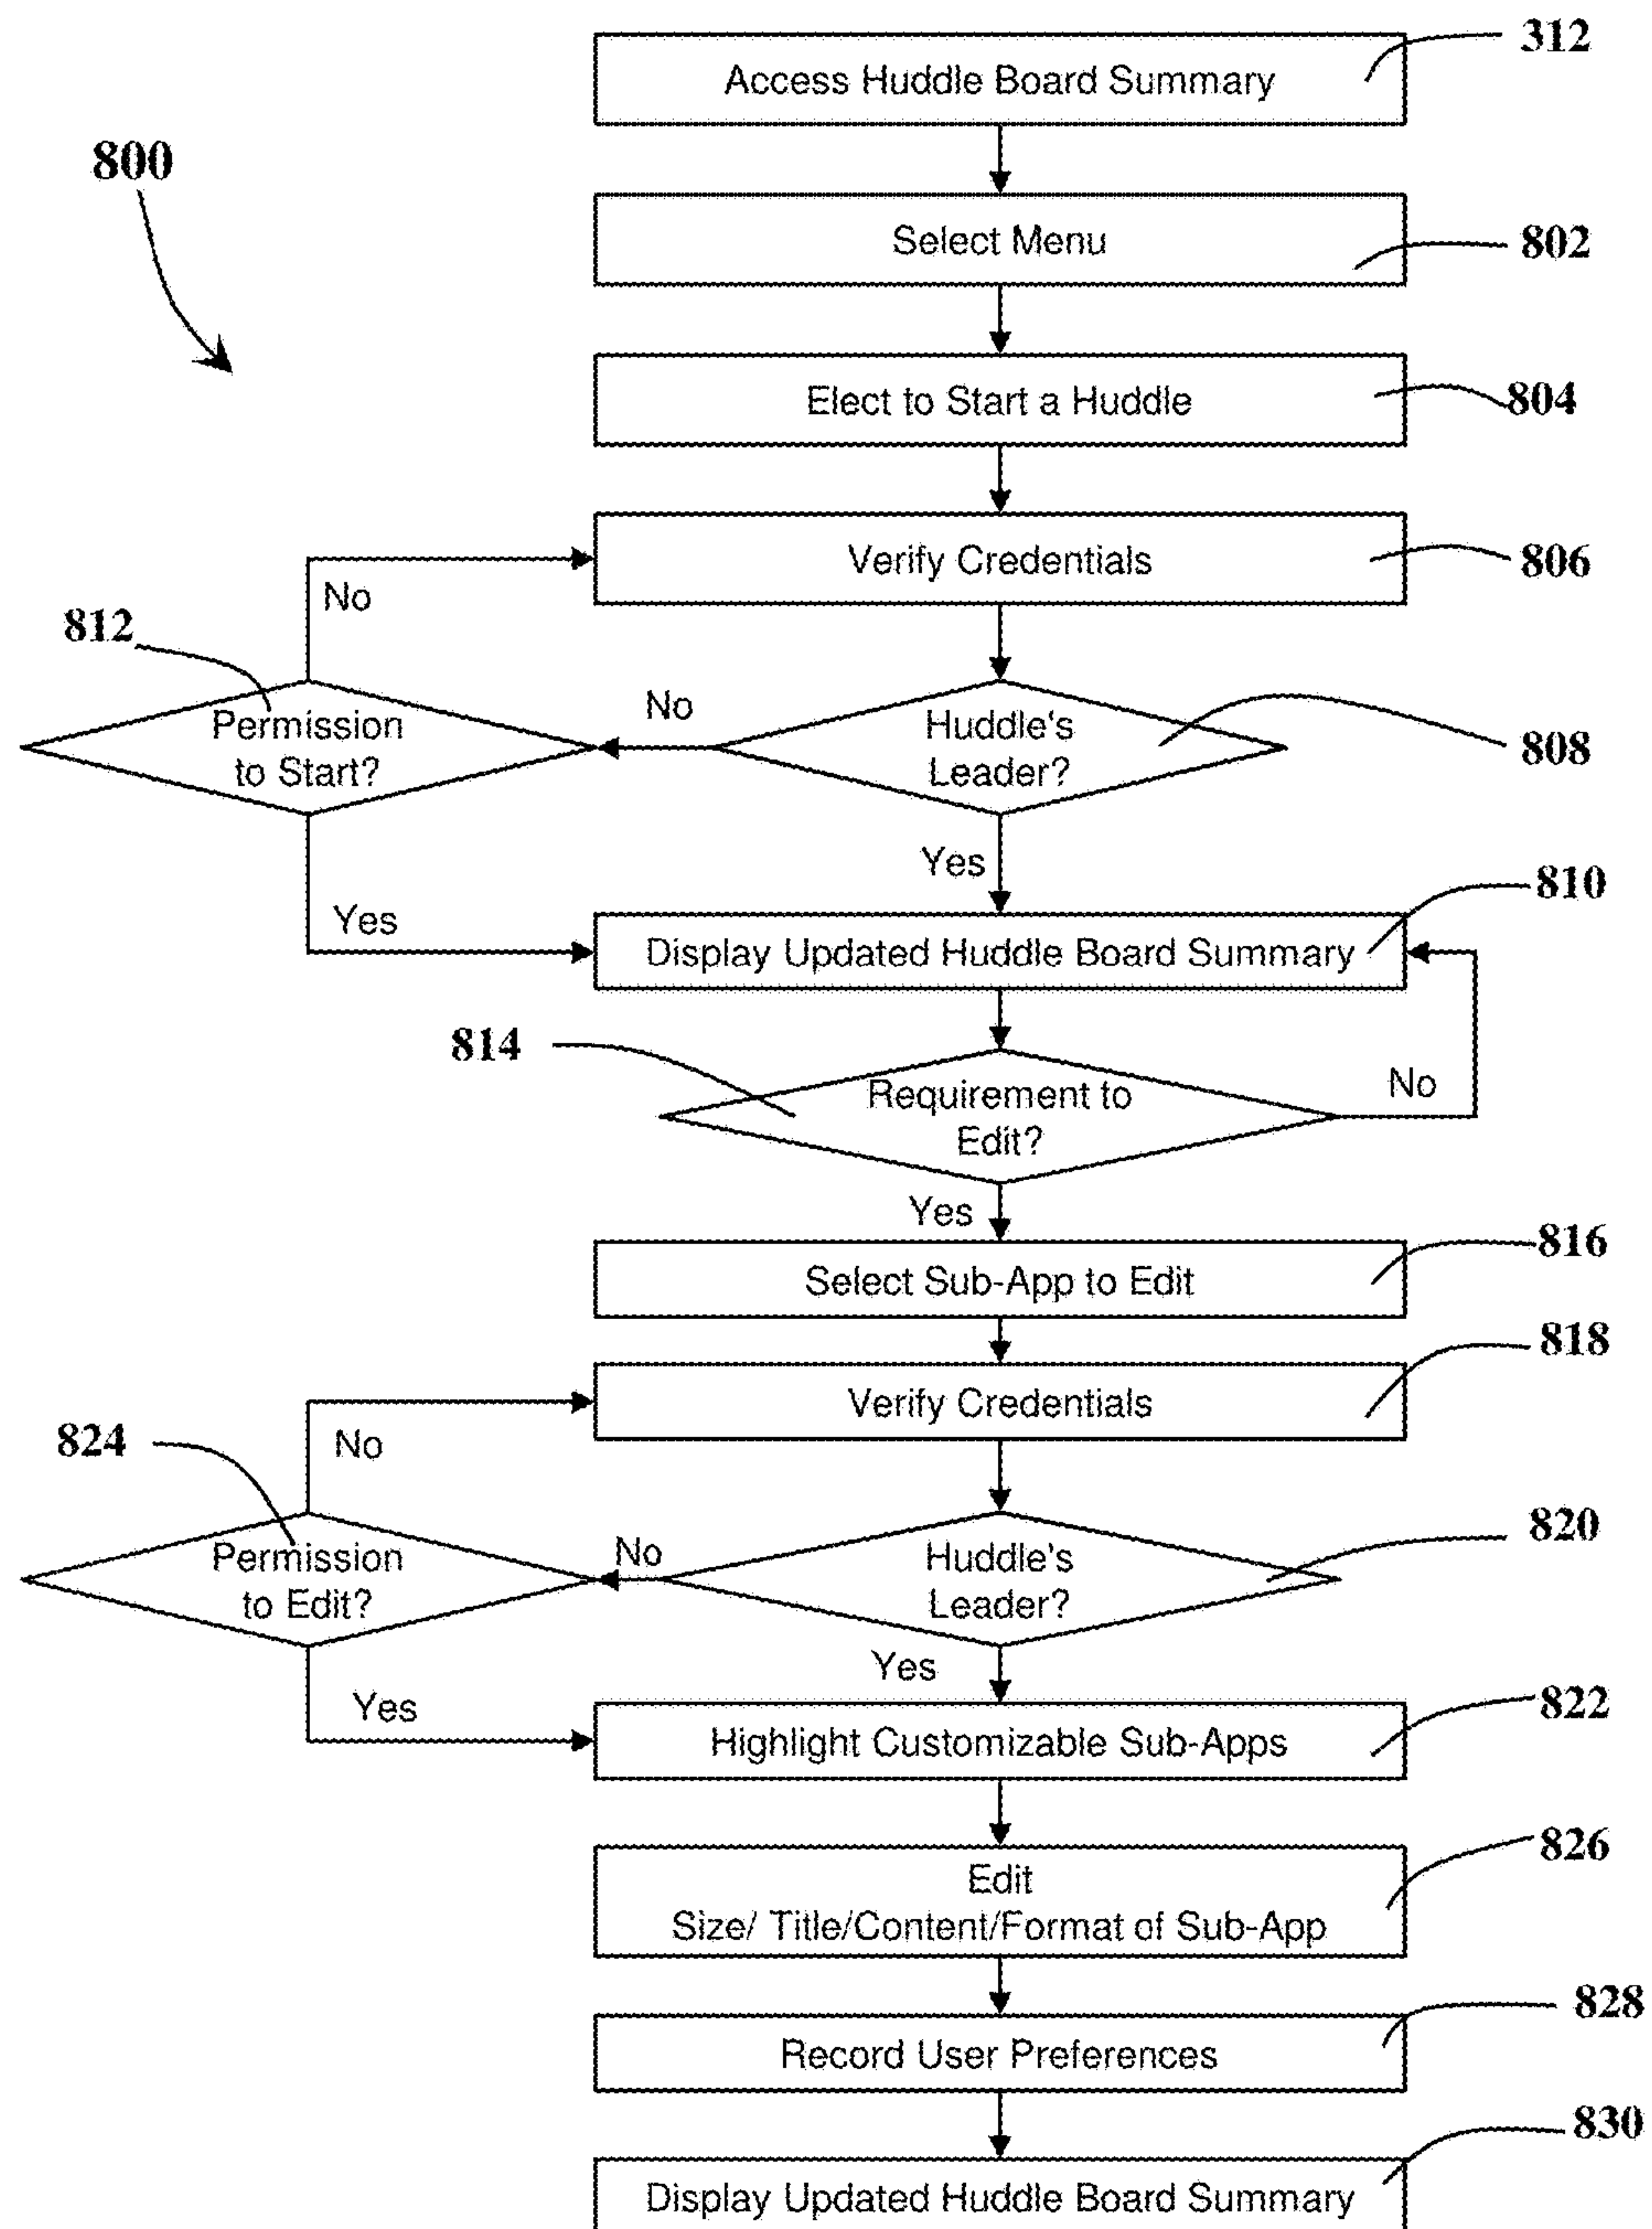 312
Access Huddle Board Summary
800
Select Menu
802
Elect to Start a Huddle
804
Verify Credentials
806
No
812
Permission
to Start?
No
Huddle's
Leader?
808
Yes
Yes
810
Display Updated Huddle Board Summary
814
Requirement to
Edit?
No
Yes
816
Select Sub-App to Edit
818
Verify Credentials
824
No
820
Permission
to Edit?
No
Huddle's
Leader?
Yes
Yes
822
Highlight Customizable Sub-Apps
826
Edit
Size/ Title/Content/Format of Sub-App
828
Record User Preferences
830
Display Updated Huddle Board Summary